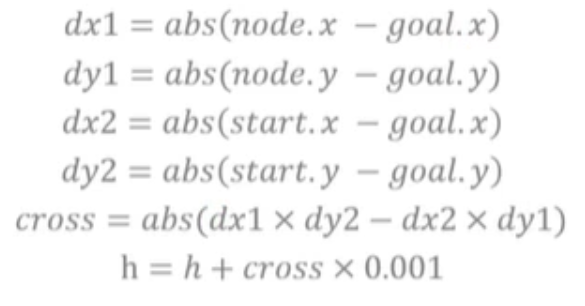 dx1 = abs(node.x − goal.x)
dy1 = abs(node.y − goal.y)
dx2 = abs(start.x − goal.x)
dy2 = abs(start.y − goal.y)
cross = abs(dx1 × dy2 − dx2 × dy1)
h = h + cross × 0.001